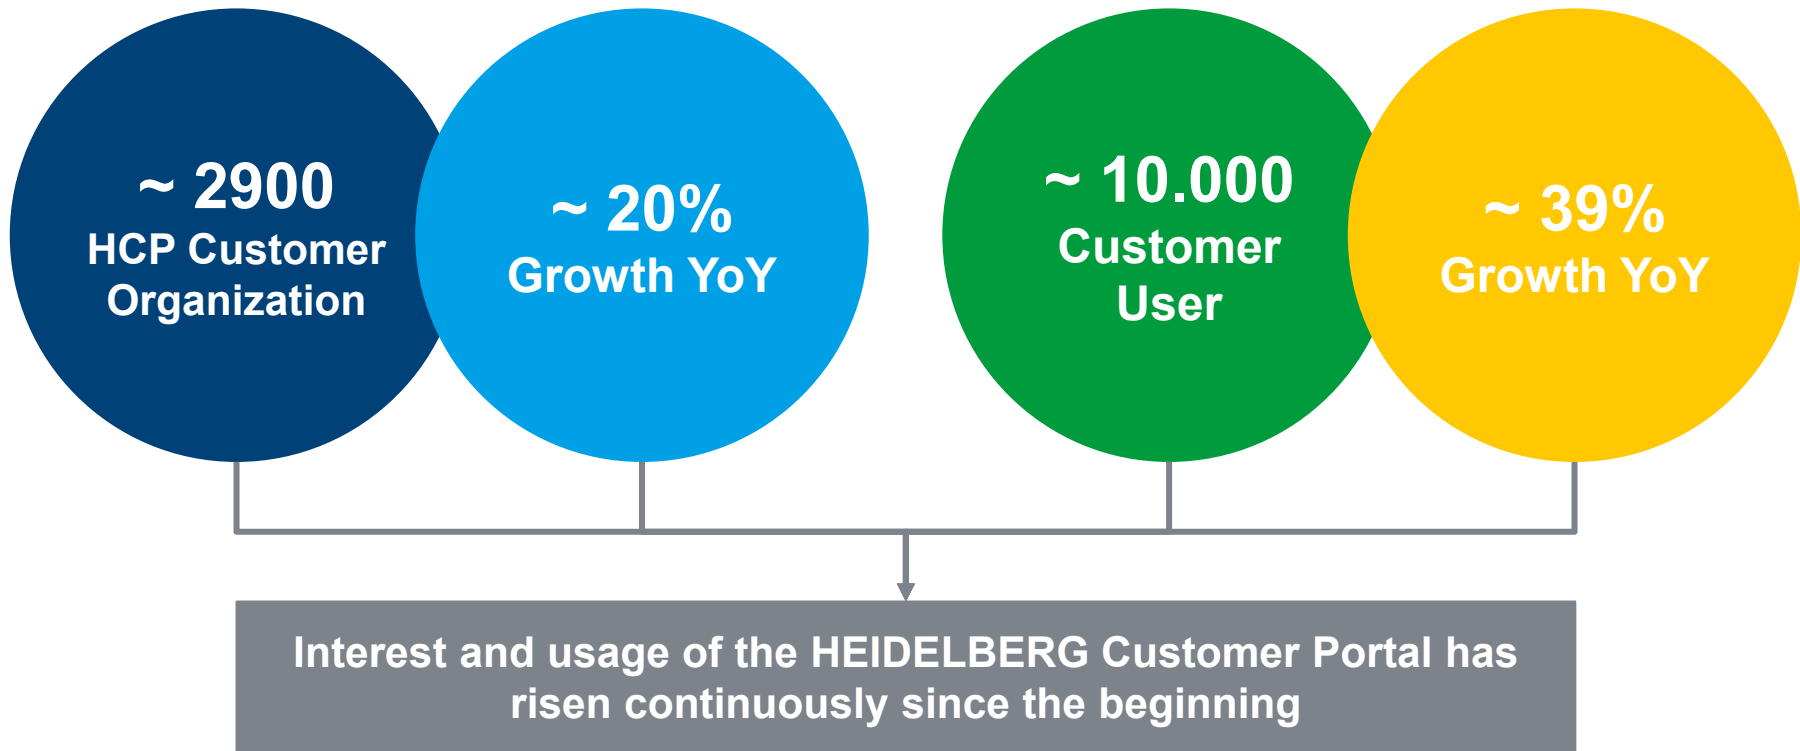 ~ 2900
HCP Customer
Organization
~ 20%
Growth YoY
~ 10.000
Customer
User
~ 39%
Growth YoY
Interest and usage of the HEIDELBERG Customer Portal has
risen continuously since the beginning